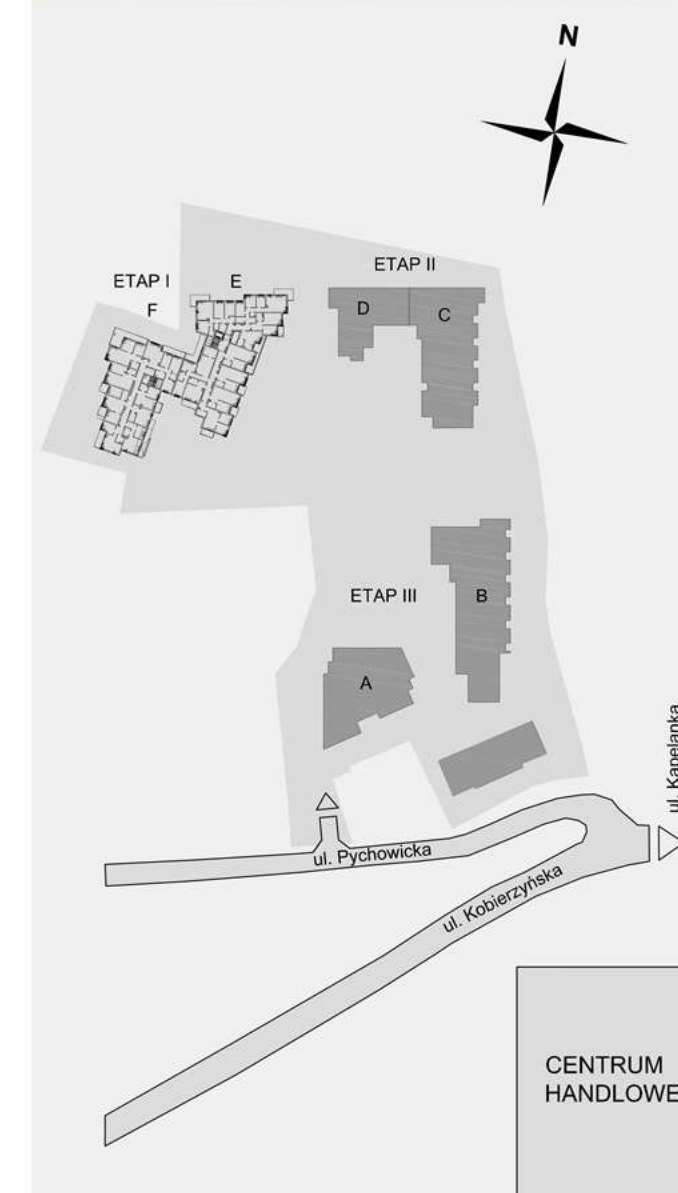 N
ETAP II
ETAP I
E
F
D
C
ETAP III
B
A
ul. Kapelanka
ul. Pychowicka
ul. Kobierzyńska
CENTRUM
HANDLOWE